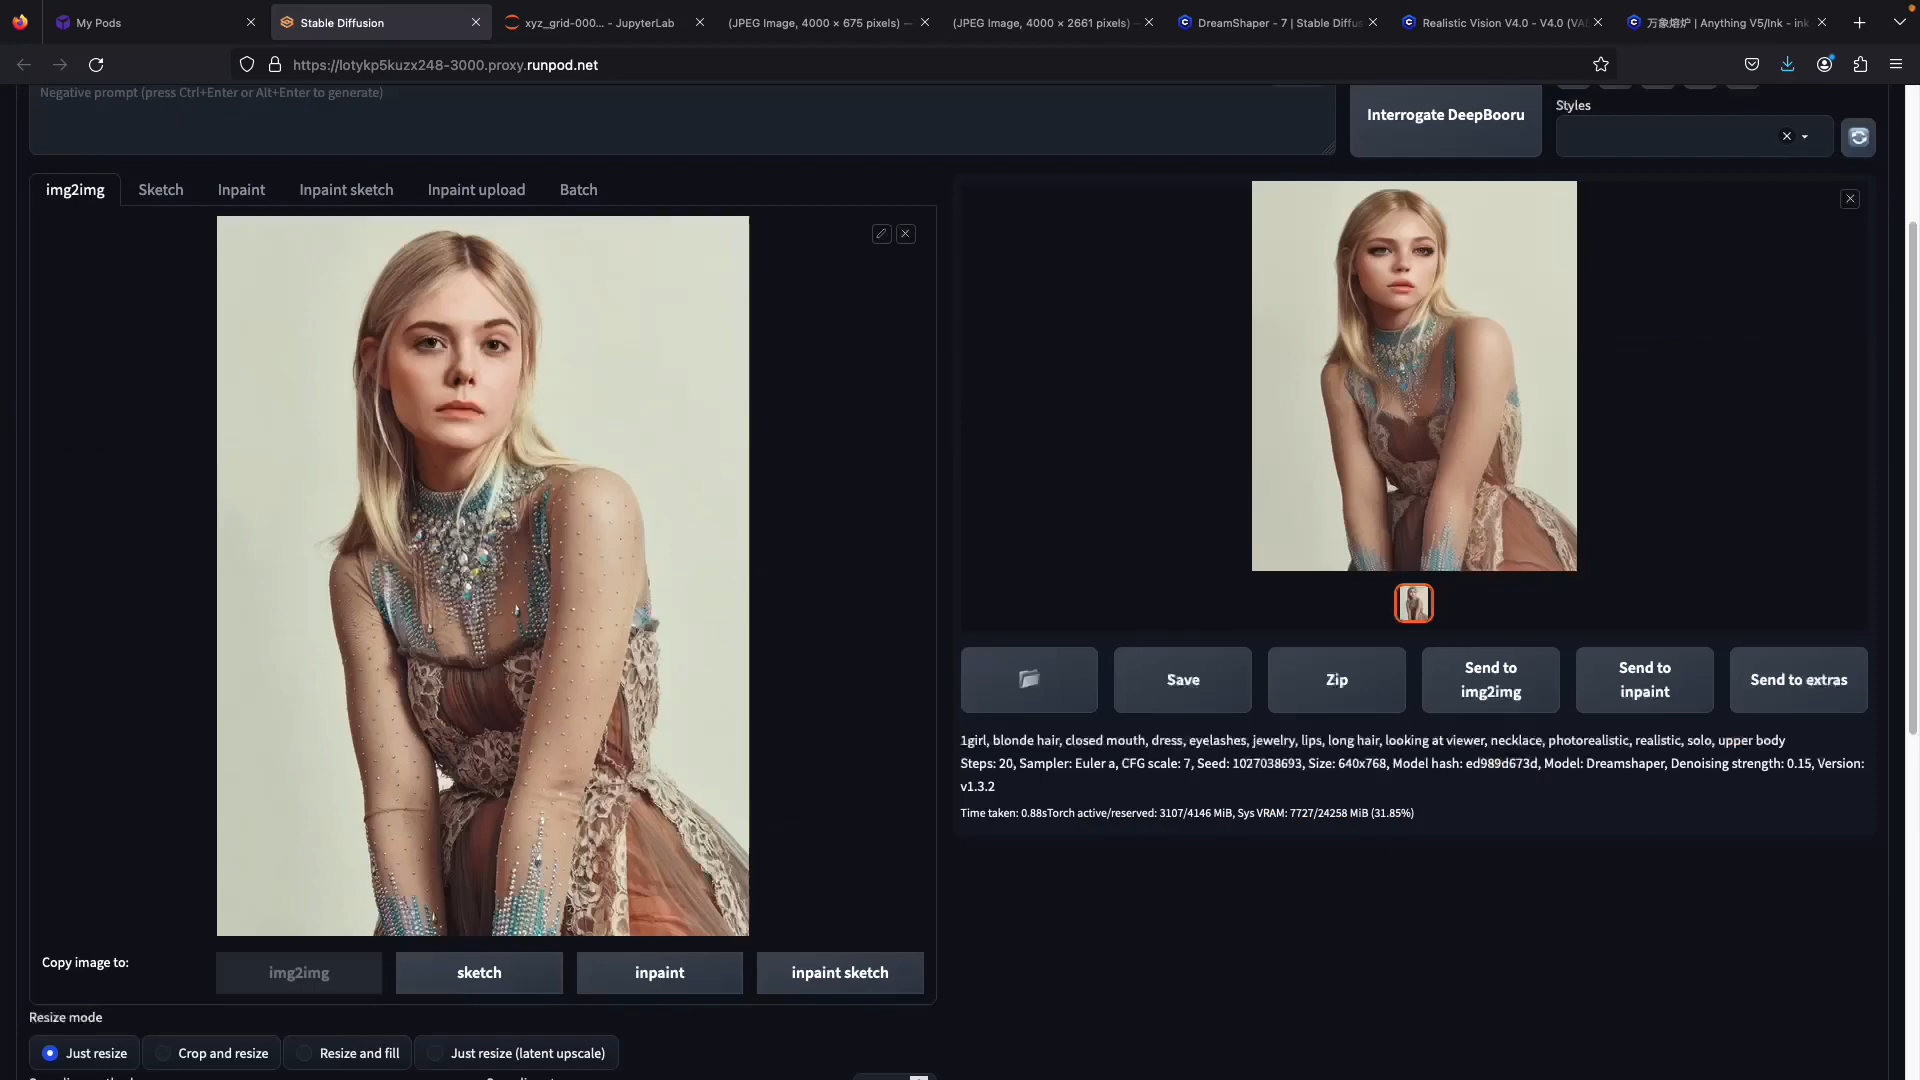 My Pods
Stable Diffusion
xyz_grid-000... - JupyterLab
(JPEG Image, 4000 × 675 pixels) —
(JPEG Image, 4000 × 2661 pixels) —
DreamShaper - 7 | Stable Diffus
Realistic Vision V4.0 - V4.0 (VA
万象熔炉 | Anything V5/Ink - ink
https://lotykp5kuzx248-3000.proxy.runpod.net
Negative prompt (press Ctrl+Enter or Alt+Enter to generate)
Interrogate DeepBooru
Styles
img2img
Sketch
Inpaint
Inpaint sketch
Inpaint upload
Batch
Save
Zip
Send to
img2img
Send to
inpaint
Send to extras
1girl, blonde hair, closed mouth, dress, eyelashes, jewelry, lips, long hair, looking at viewer, necklace, photorealistic, realistic, solo, upper body
Steps: 20, Sampler: Euler a, CFG scale: 7, Seed: 1027038693, Size: 640x768, Model hash: ed989d673d, Model: Dreamshaper, Denoising strength: 0.15, Version:
v1.3.2
Time taken: 0.88sTorch active/reserved: 3107/4146 MiB, Sys VRAM: 7727/24258 MiB (31.85%)
Copy image to:
img2img
sketch
inpaint
inpaint sketch
Resize mode
Just resize
Crop and resize
Resize and fill
Just resize (latent upscale)